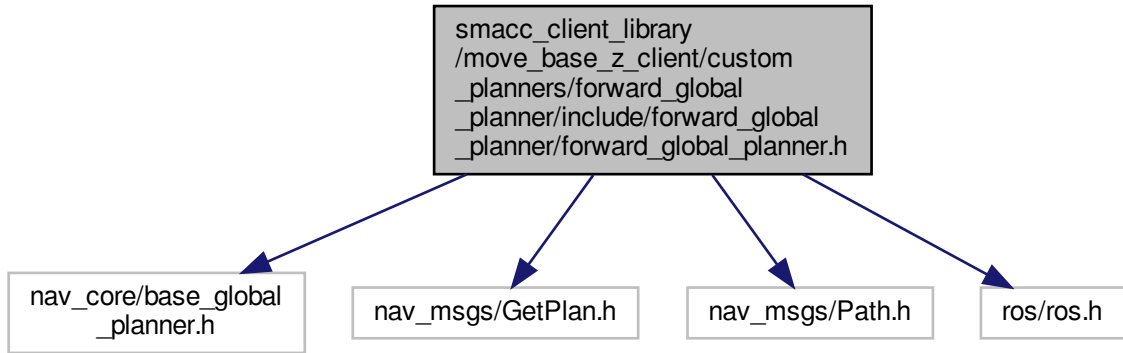 smacc_client_library
/move_base_z_client/custom
_planners/forward_global
_planner/include/forward_global
_planner/forward_global_planner.h
nav_core/base_global
_planner.h
nav_msgs/GetPlan.h
nav_msgs/Path.h
ros/ros.h